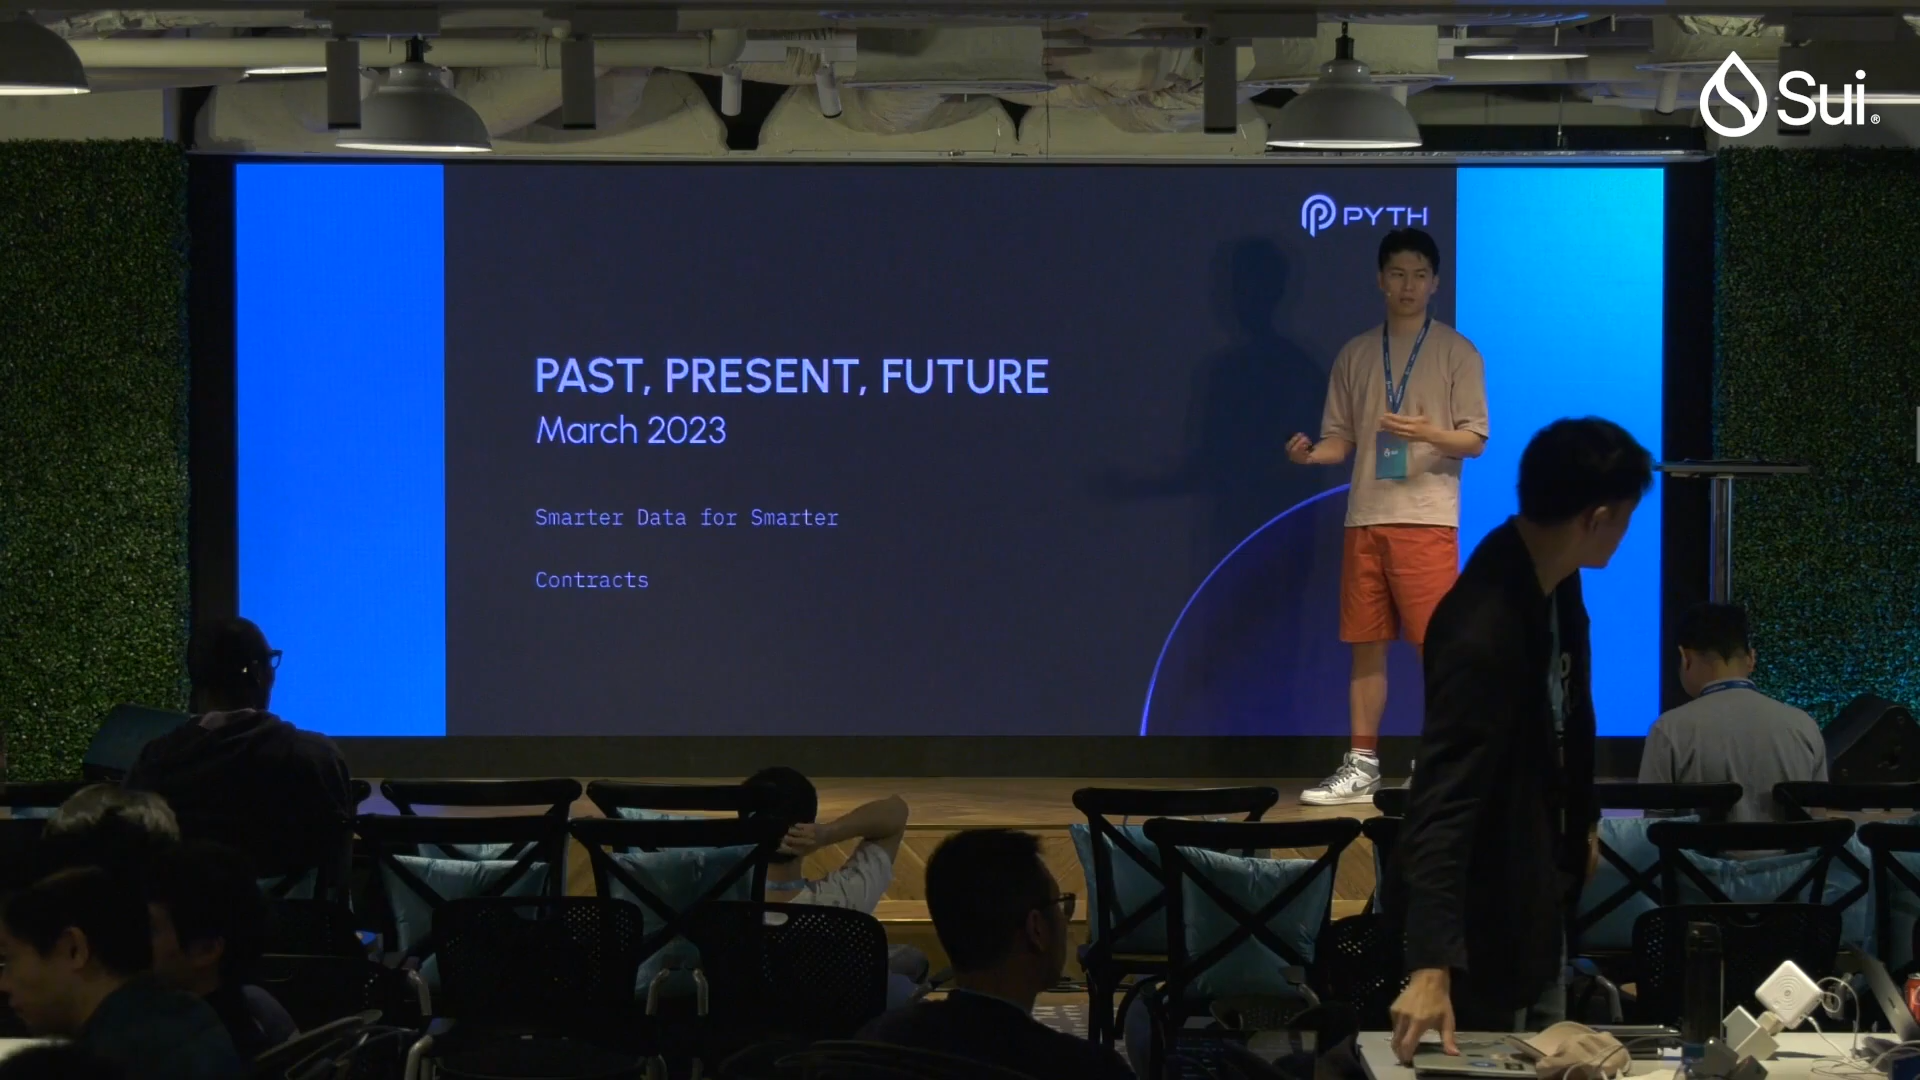 Sui®
PYTH
PAST, PRESENT, FUTURE
March 2023
Smarter Data for Smarter
Contracts